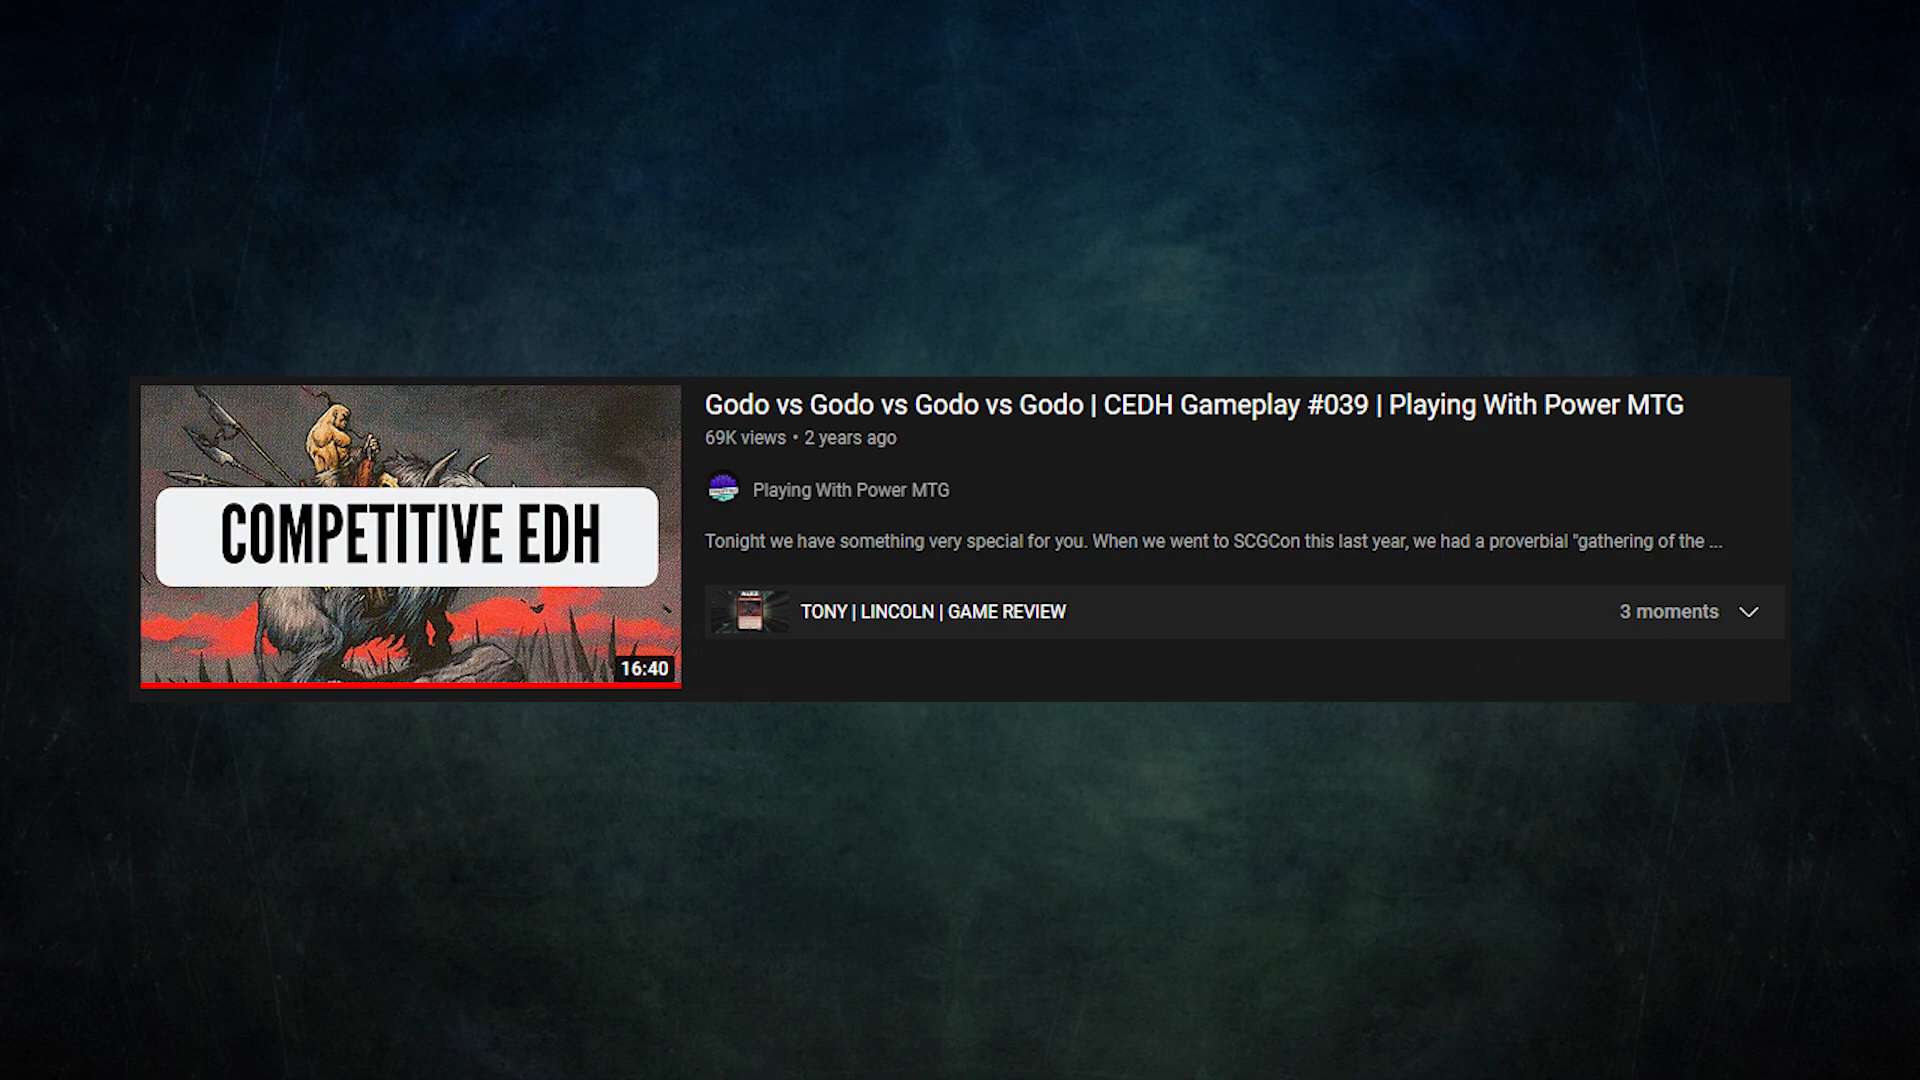 Godo vs Godo vs Godo vs Godo | CEDH Gameplay #039 | Playing With Power MTG
69K views • 2 years ago
Playing With Power MTG
Tonight we have something very special for you. When we went to SCGCon this last year, we had a proverbial "gathering of the ...
COMPETITIVE EDH
TONY | LINCOLN | GAME REVIEW
3 moments
16:40